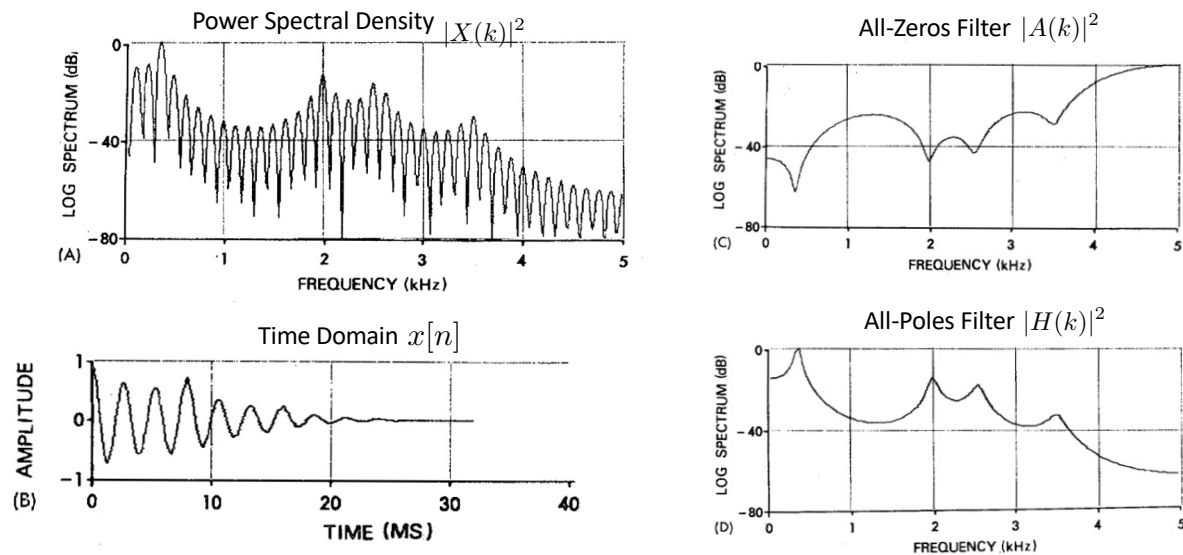 Power Spectral Density |X(k)|²
LOG SPECTRUM (dB)
0
−40
−80
(A)
0 1 2 3 4 5
FREQUENCY (kHz)
Time Domain x[n]
AMPLITUDE
1
0
−1
(B)
0 10 20 30 40
TIME (MS)
All-Zeros Filter |A(k)|²
LOG SPECTRUM (dB)
0
−40
−80
(C)
0 1 2 3 4 5
FREQUENCY (kHz)
All-Poles Filter |H(k)|²
LOG SPECTRUM (dB)
0
−40
−80
(D)
0 1 2 3 4 5
FREQUENCY (kHz)